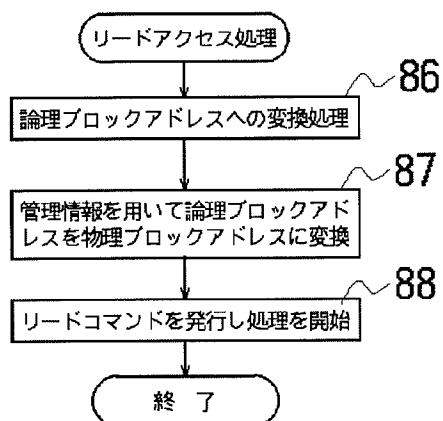 リードアクセス処理
86
論理ブロックアドレスへの変換処理
87
管理情報を用いて論理ブロックアド
レスを物理ブロックアドレスに変換
88
リードコマンドを発行し処理を開始
終 了